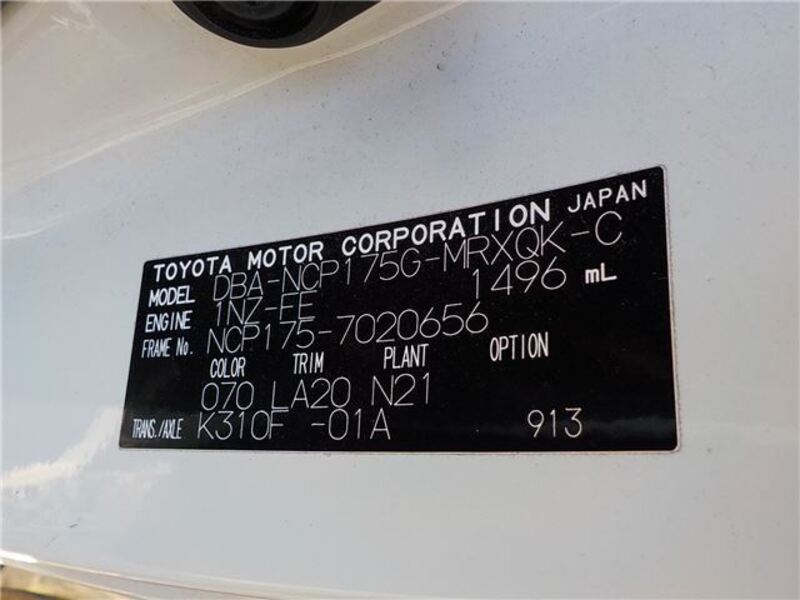 TOYOTA MOTOR CORPORATION JAPAN
MODEL DBA-NCP175G-MRXQK-C
ENGINE 1NZ-FE 1496 mL
FRAME No. NCP175-7020656
COLOR TRIM PLANT OPTION
070 LA20 N21
TRANS./AXLE K310F -01A 913